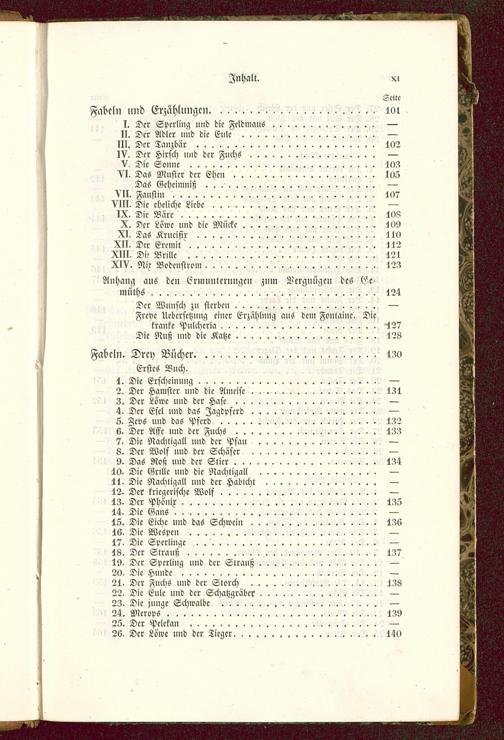 Inhalt. XI
Seite
Fabeln und Erzählungen. 101
I. Der Sperling und die Feldmaus —
II. Der Adler und die Eule —
III. Der Tanzbär 102
IV. Der Hirsch und der Fuchs —
V. Die Sonne 103
VI. Das Muster der Ehen 105
Das Geheimniß —
VII. Faustin 107
VIII. Die eheliche Liebe —
IX. Die Bäre 108
X. Der Löwe und die Mücke 109
XI. Das Krucifix 110
XII. Der Eremit 112
XIII. Die Brille 121
XIV. Nix Bodenstrom 123
Anhang aus den Ermunterungen zum Vergnügen des Ge-
müths 124
Der Wunsch zu sterben —
Freye Uebersetzung einer Erzählung aus dem Fontaine. Die
kranke Pulcheria 127
Die Nuß und die Katze 128
Fabeln. Drey Bücher. 130
Erstes Buch.
1. Die Erscheinung —
2. Der Hamster und die Ameise 131
3. Der Löwe und der Hase —
4. Der Esel und das Jagdpferd —
5. Zevs und das Pferd 132
6. Der Affe und der Fuchs 133
7. Die Nachtigall und der Pfau —
8. Der Wolf und der Schäfer —
9. Das Roß und der Stier 134
10. Die Grille und die Nachtigall —
11. Die Nachtigall und der Habicht —
12. Der kriegerische Wolf —
13. Der Phönix 135
14. Die Gans —
15. Die Eiche und das Schwein 136
16. Die Wespen —
17. Die Sperlinge —
18. Der Strauß 137
19. Der Sperling und der Strauß —
20. Die Hunde —
21. Der Fuchs und der Storch 138
22. Die Eule und der Schatzgräber —
23. Die junge Schwalbe —
24. Merops 139
25. Der Pelekan —
26. Der Löwe und der Tieger 140